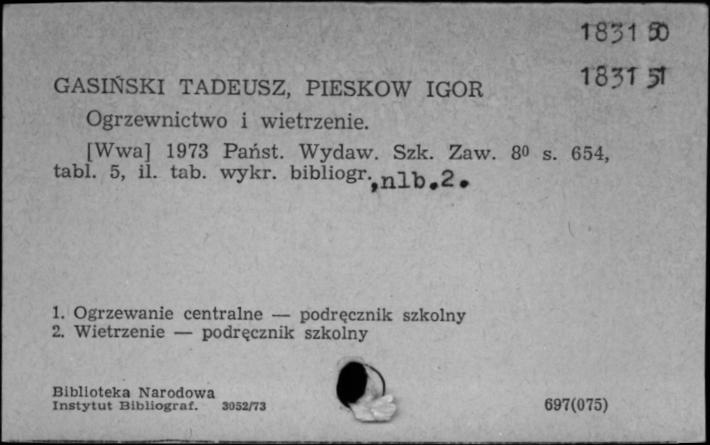 1831 50
1831 51
GASIŃSKI TADEUSZ, PIESKOW IGOR
Ogrzewnictwo i wietrzenie.
[Wwa] 1973 Państ. Wydaw. Szk. Zaw. 8⁰ s. 654,
tabl. 5, il. tab. wykr. bibliogr.,nlb.2.
1. Ogrzewanie centralne — podręcznik szkolny
2. Wietrzenie — podręcznik szkolny
Biblioteka Narodowa
Instytut Bibliograf. 3052/73
697(075)